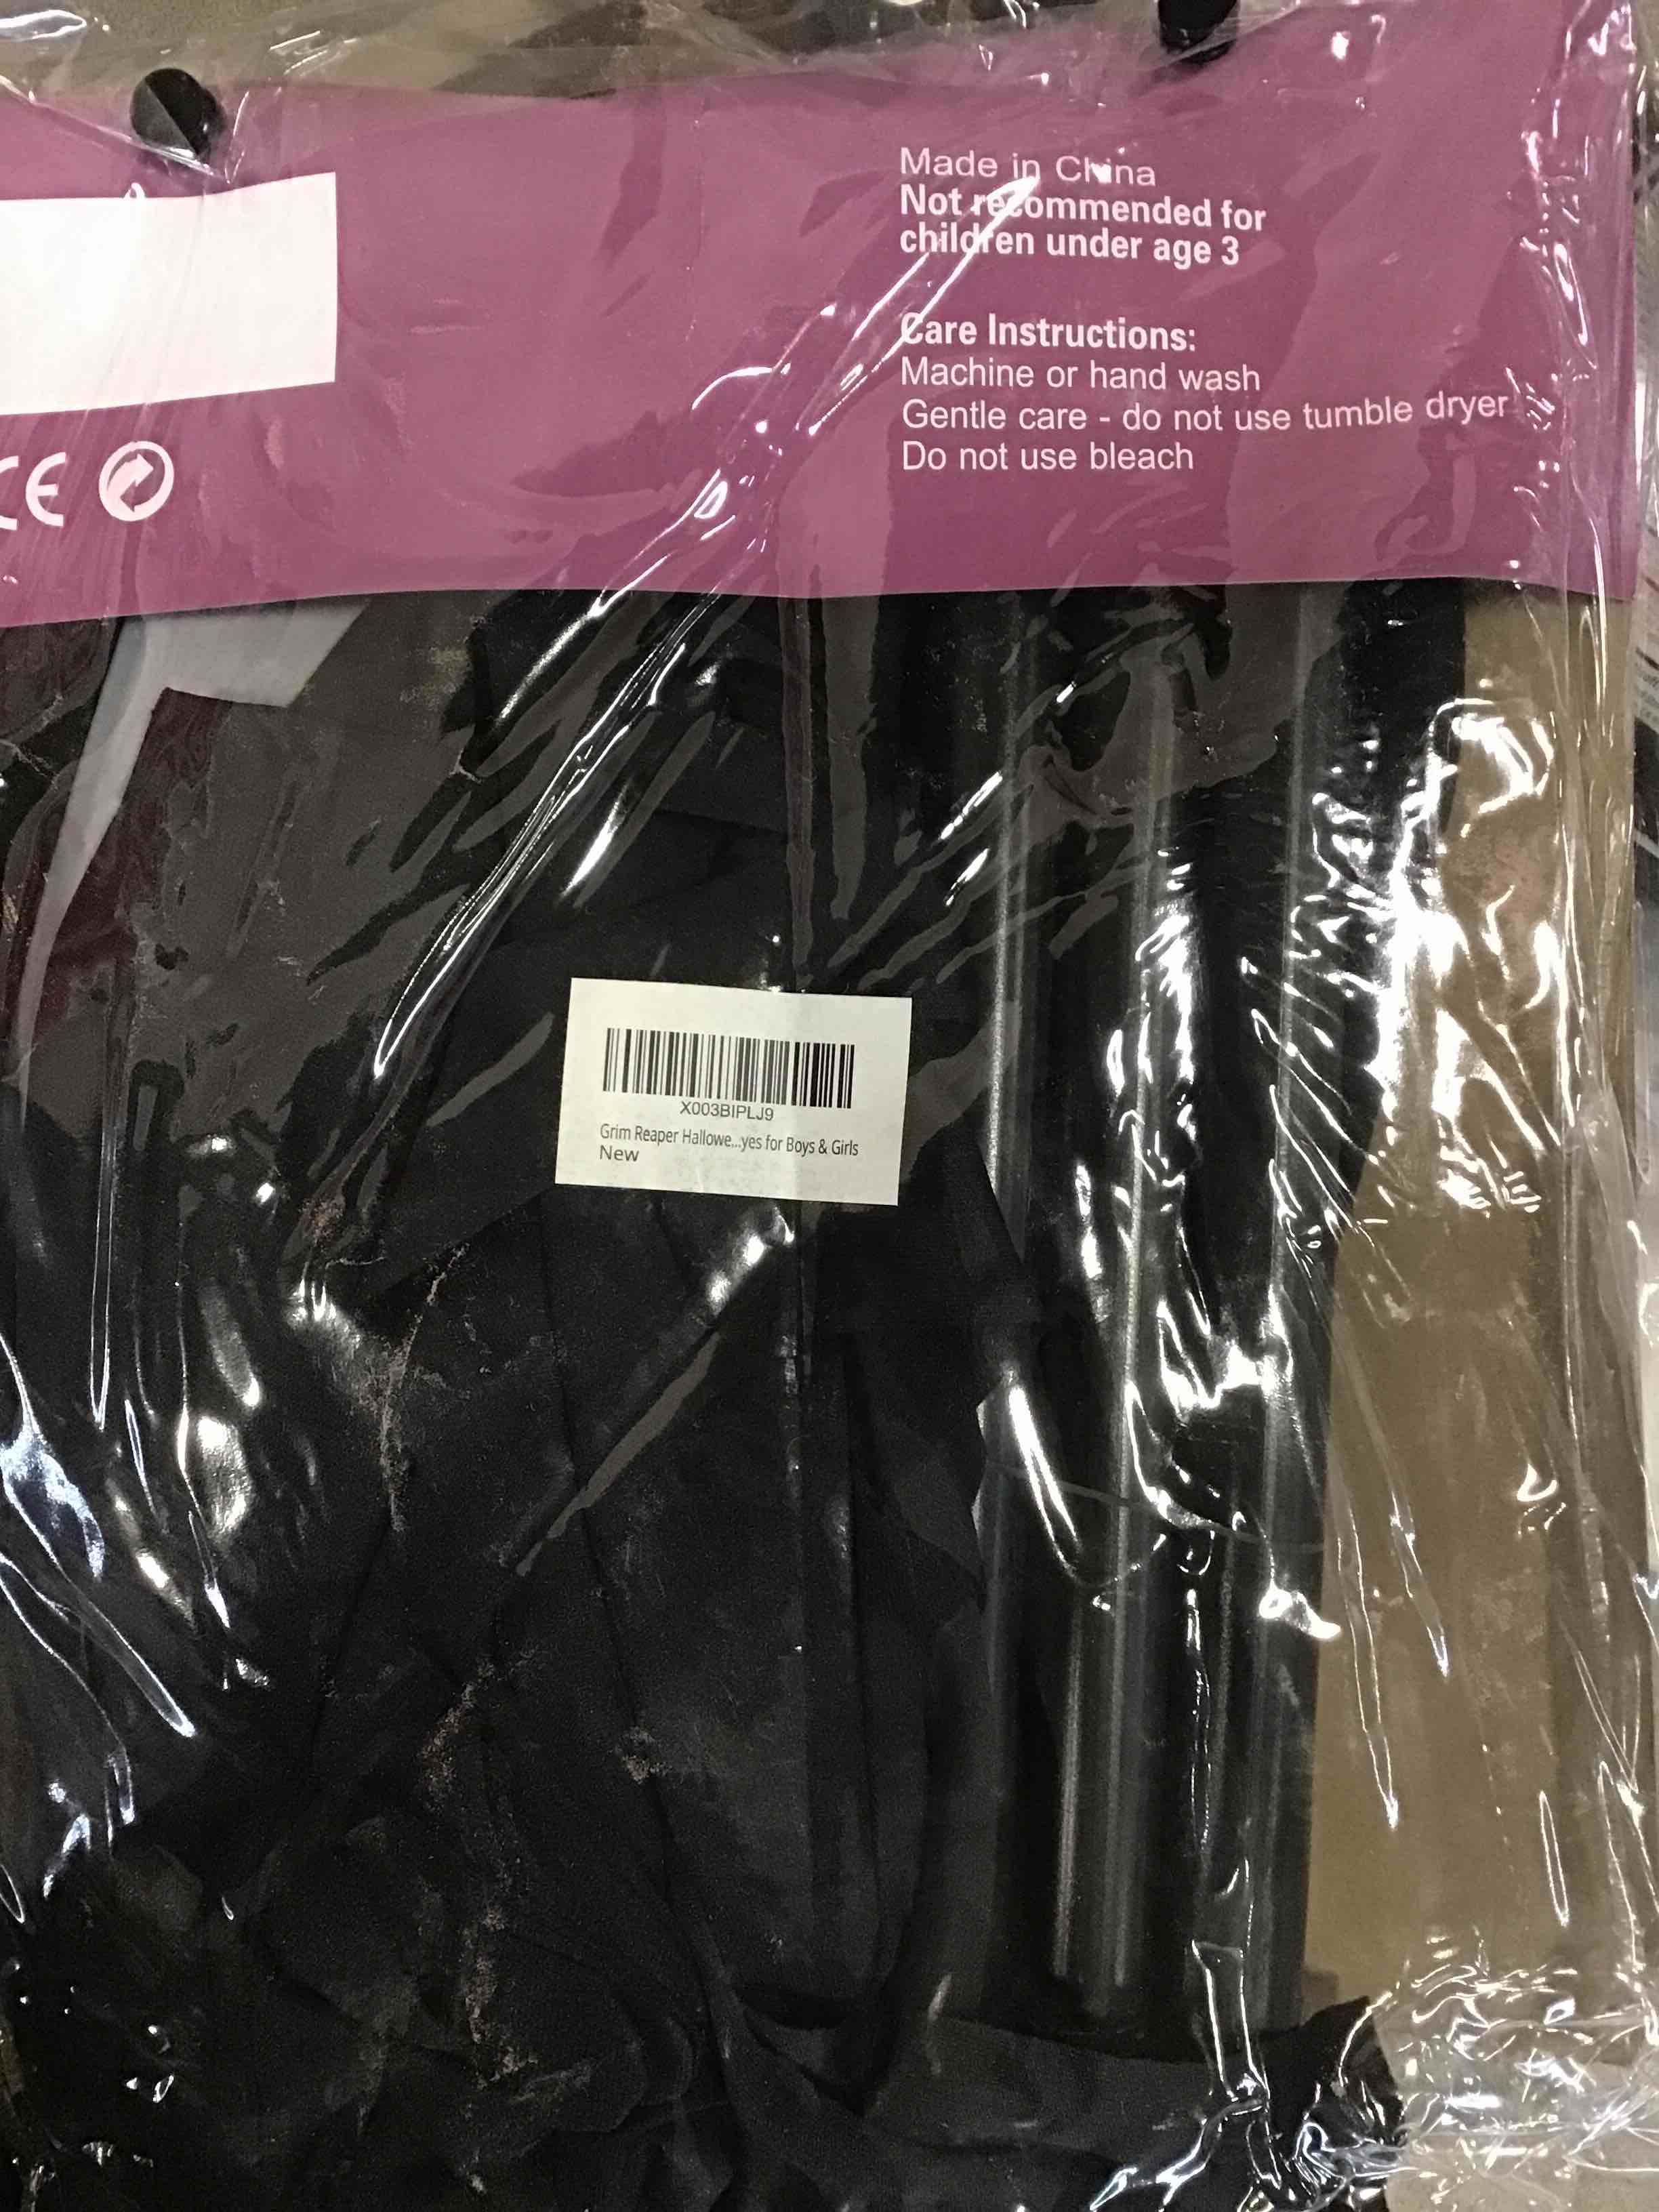 Made in China
Not recommended for
children under age 3
Care Instructions:
Machine or hand wash
Gentle care - do not use tumble dryer
Do not use bleach
CE
X003BIPLJ9
Grim Reaper Hallowe...yes for Boys & Girls
New